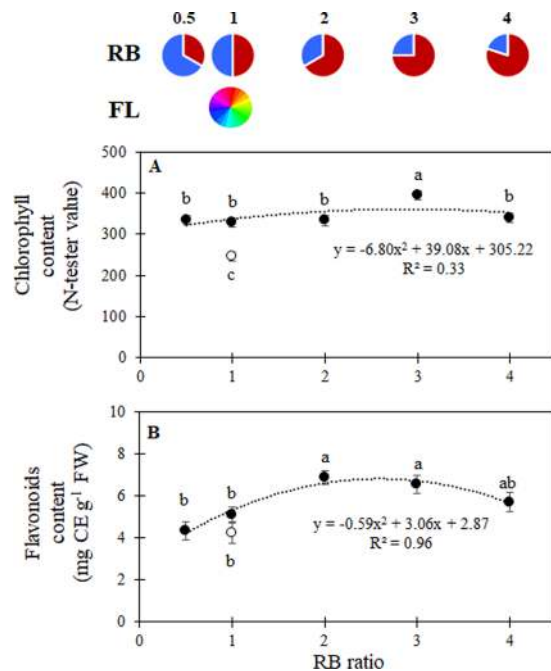 0.5 1 2 3 4
RB
FL
A
Chlorophyll
content
(N-tester value)
500
400
300
200
100
0
b b b a b
c
y = -6.80x² + 39.08x + 305.22
R² = 0.33
0 1 2 3 4
B
Flavonoids
content
(mg CE g⁻¹ FW)
10
8
6
4
2
0
b b a a ab
b
y = -0.59x² + 3.06x + 2.87
R² = 0.96
0 1 2 3 4
RB ratio